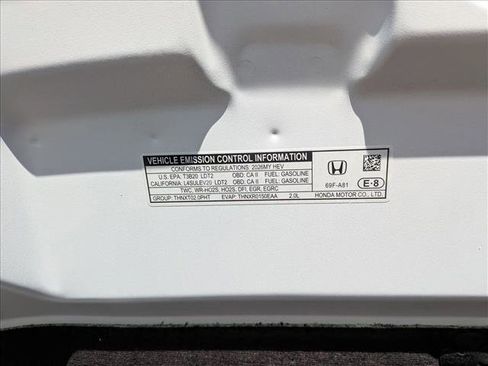 VEHICLE EMISSION CONTROL INFORMATION
CONFORMS TO REGULATIONS: 2026MY HEV
U.S. EPA: T3B20 LDT2 OBD: CA II FUEL: GASOLINE
CALIFORNIA: L4SULEV20 LDT2 OBD: CA II FUEL: GASOLINE
TWC, WR-HO2S, HO2S, DFI, EGR, EGRC
GROUP: THNXT02.0PHT EVAP: THNXR0150EAA 2.0L
69F-A81
E•8
HONDA MOTOR CO., LTD.